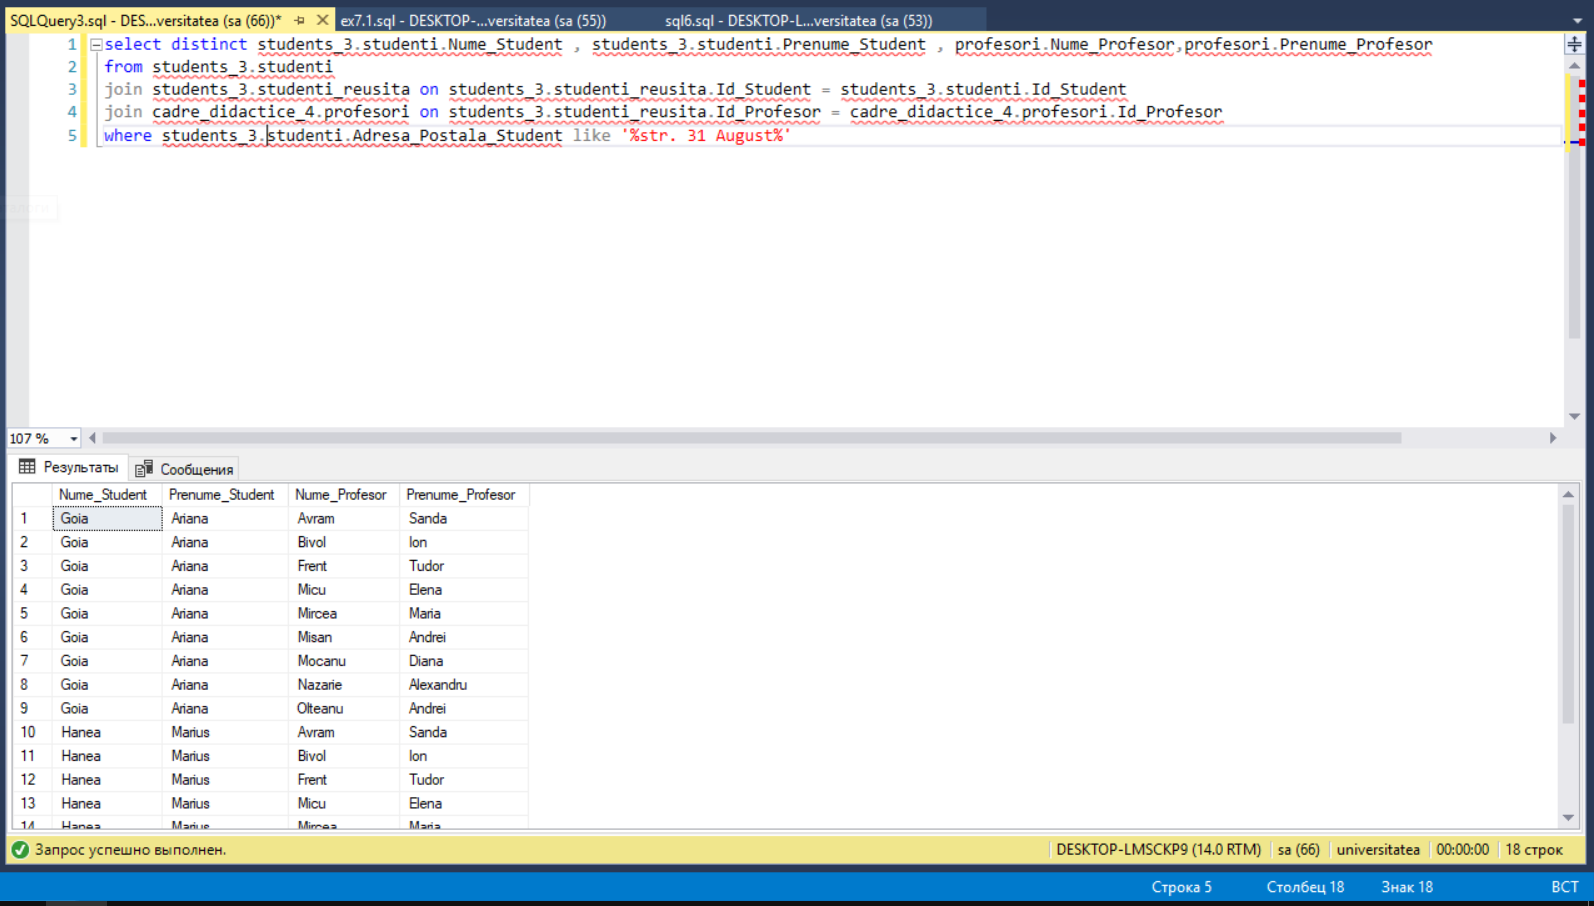 SQLQuery3.sql - DES...versitatea (sa (66))* ex7.1.sql - DESKTOP-...versitatea (sa (55)) sql6.sql - DESKTOP-L...versitatea (sa (53))
1 select distinct students_3.studenti.Nume_Student , students_3.studenti.Prenume_Student , profesori.Nume_Profesor,profesori.Prenume_Profesor
2 from students_3.studenti
3 join students_3.studenti_reusita on students_3.studenti_reusita.Id_Student = students_3.studenti.Id_Student
4 join cadre_didactice_4.profesori on students_3.studenti_reusita.Id_Profesor = cadre_didactice_4.profesori.Id_Profesor
5 where students_3.studenti.Adresa_Postala_Student like '%str. 31 August%'
107 %
Результаты Сообщения
Nume_Student Prenume_Student Nume_Profesor Prenume_Profesor
1 Goia Ariana Avram Sanda
2 Goia Ariana Bivol Ion
3 Goia Ariana Frent Tudor
4 Goia Ariana Micu Elena
5 Goia Ariana Mircea Maria
6 Goia Ariana Misan Andrei
7 Goia Ariana Mocanu Diana
8 Goia Ariana Nazarie Alexandru
9 Goia Ariana Olteanu Andrei
10 Hanea Marius Avram Sanda
11 Hanea Marius Bivol Ion
12 Hanea Marius Frent Tudor
13 Hanea Marius Micu Elena
14 Hanea Marius Mircea Maria
Запрос успешно выполнен. DESKTOP-LMSCKP9 (14.0 RTM) sa (66) universitatea 00:00:00 18 строк
Строка 5 Столбец 18 Знак 18 ВСТ